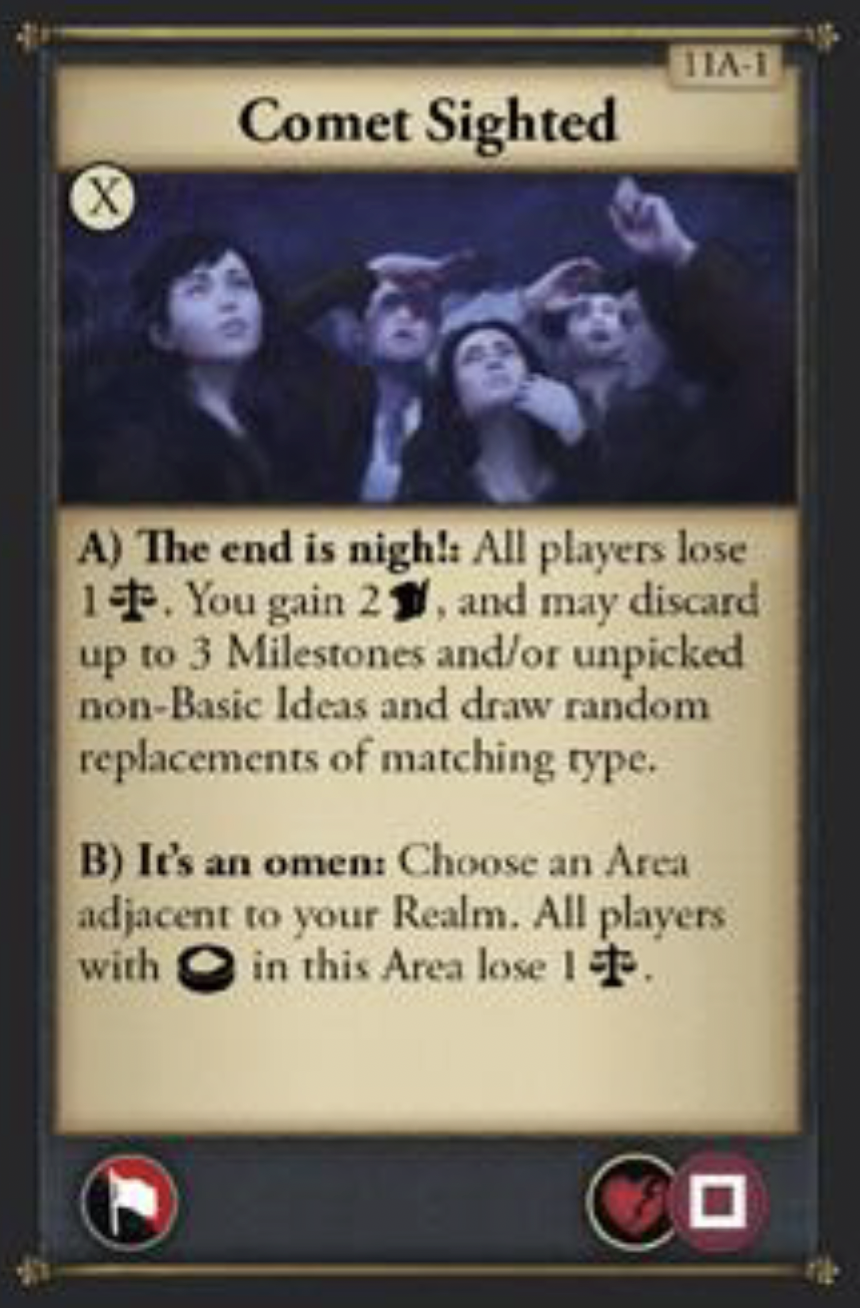 11A-1
Comet Sighted
X
A) The end is nigh!: All players lose
1 . You gain 2 , and may discard
up to 3 Milestones and/or unpicked
non-Basic Ideas and draw random
replacements of matching type.
B) It's an omen: Choose an Area
adjacent to your Realm. All players
with in this Area lose 1 .